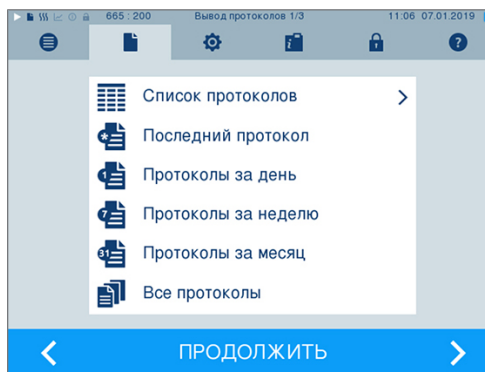 665 : 200 Вывод протоколов 1/3 11:06 07.01.2019
Список протоколов
Последний протокол
Протоколы за день
Протоколы за неделю
Протоколы за месяц
Все протоколы
ПРОДОЛЖИТЬ